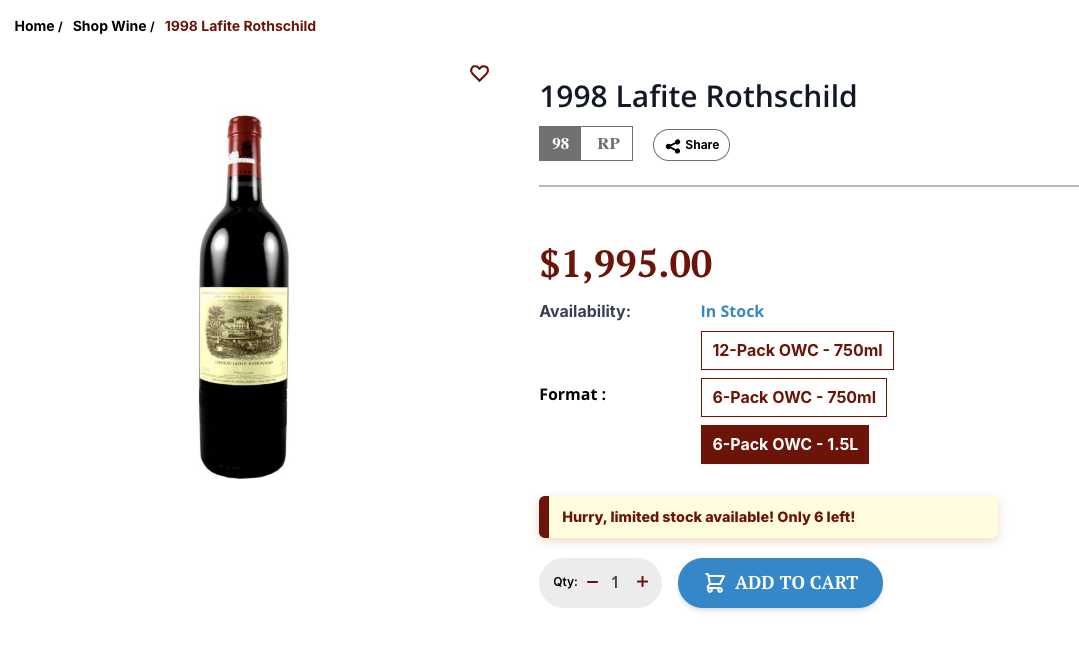 Home / Shop Wine / 1998 Lafite Rothschild
1998 Lafite Rothschild
98 RP Share
$1,995.00
Availability: In Stock
12-Pack OWC - 750ml
Format : 6-Pack OWC - 750ml
6-Pack OWC - 1.5L
Hurry, limited stock available! Only 6 left!
Qty: − 1 + ADD TO CART